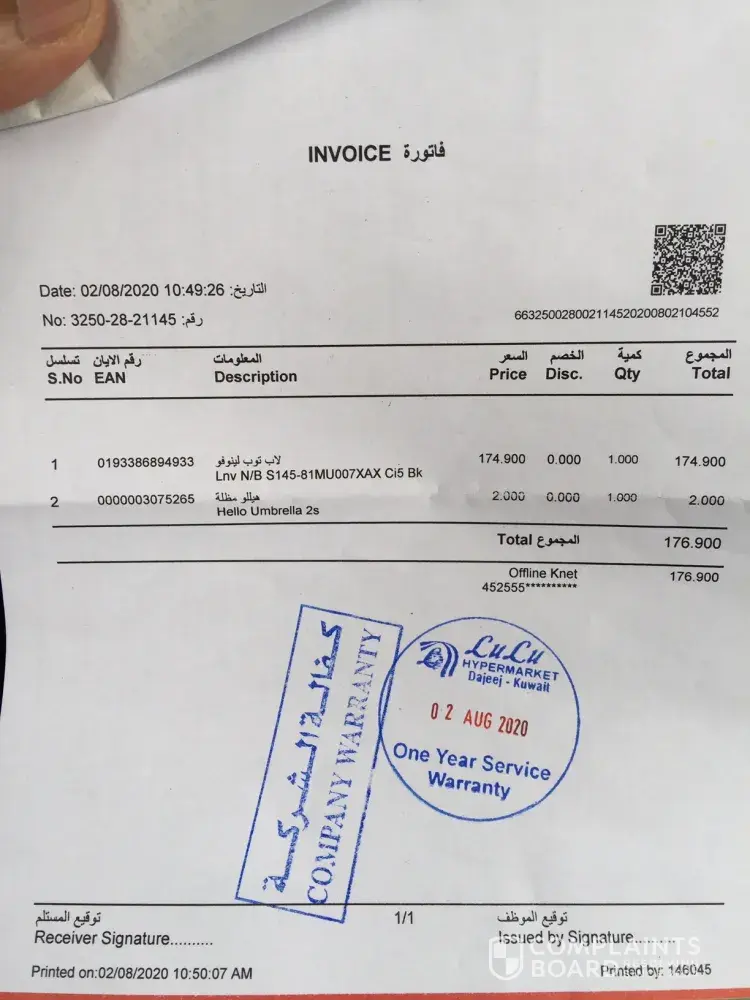 INVOICE فاتورة
Date: 02/08/2020 10:49:26 التاريخ:
No: 3250-28-21145 رقم:
663250028002114520200802104552
تسلسل رقم الايان المعلومات السعر الخصم كمية المجموع
S.No EAN Description Price Disc. Qty Total
1 0193386894933 لاب توب لينوفو 174.900 0.000 1.000 174.900
Lnv N/B S145-81MU007XAX Ci5 Bk
2 0000003075265 هيللو مظلة 2.000 0.000 1.000 2.000
Hello Umbrella 2s
Total المجموع 176.900
Offline Knet 176.900
452555**********
كفالة الشركة
COMPANY WARRANTY
LuLu
HYPERMARKET
Dajeej - Kuwait
02 AUG 2020
One Year Service
Warranty
توقيع المستلم 1/1 توقيع الموظف
Receiver Signature.......... Issued by Signature..........
Printed on:02/08/2020 10:50:07 AM Printed by: 146045
COMPLAINTS
BOARD